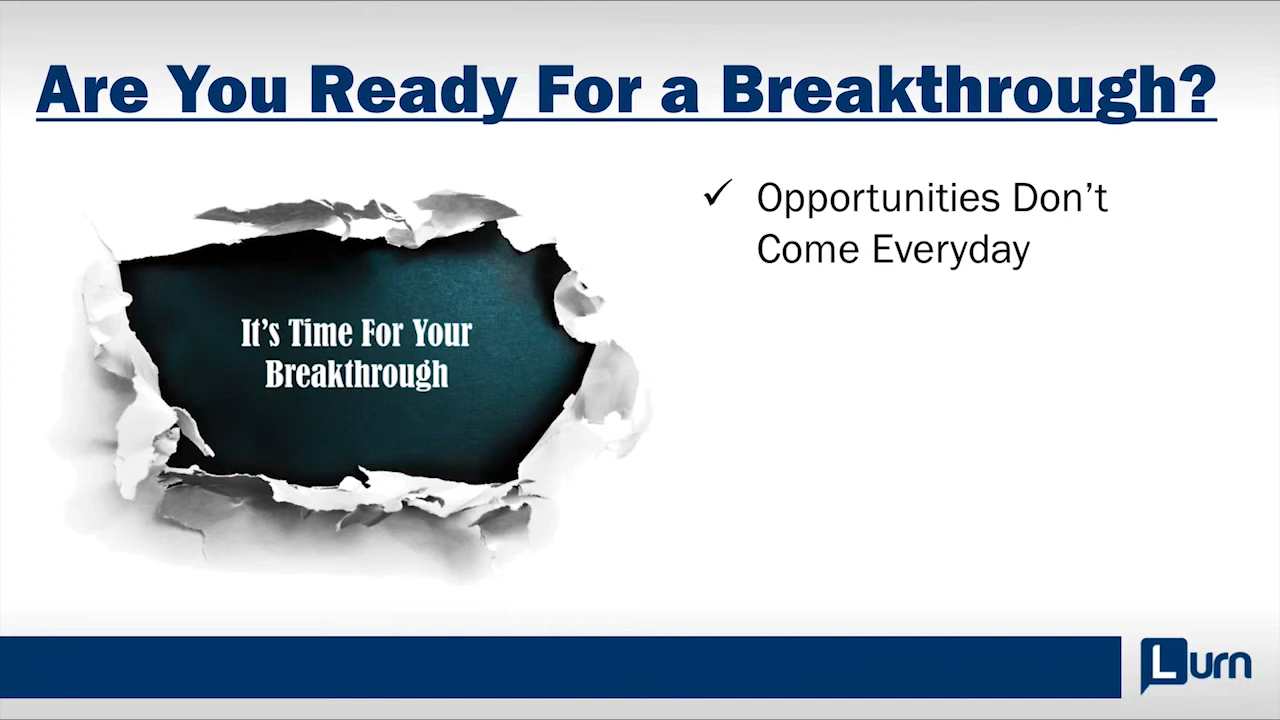 Are You Ready For a Breakthrough?
✓ Opportunities Don't
Come Everyday
It's Time For Your
Breakthrough
Lurn